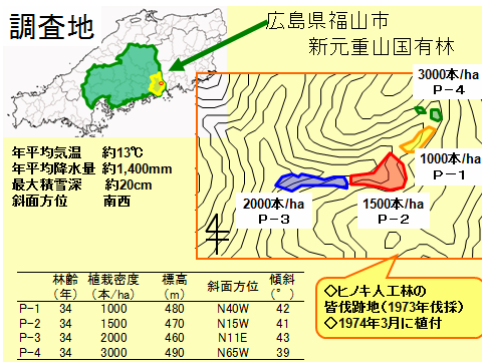 調査地
広島県福山市
新元重山国有林
年平均気温 約13℃
年平均降水量 約1,400mm
最大積雪深 約20cm
斜面方位 南西
3000本/ha
P-4
1000本/ha
P-1
2000本/ha
P-3
1500本/ha
P-2
林齢 植栽密度 標高 斜面方位 傾斜
(年) (本/ha) (m) (°)
P-1 34 1000 480 N40W 42
P-2 34 1500 470 N15W 41
P-3 34 2000 460 N11E 43
P-4 34 3000 490 N65W 39
◇ヒノキ人工林の
皆伐跡地(1973年伐採)
◇1974年3月に植付